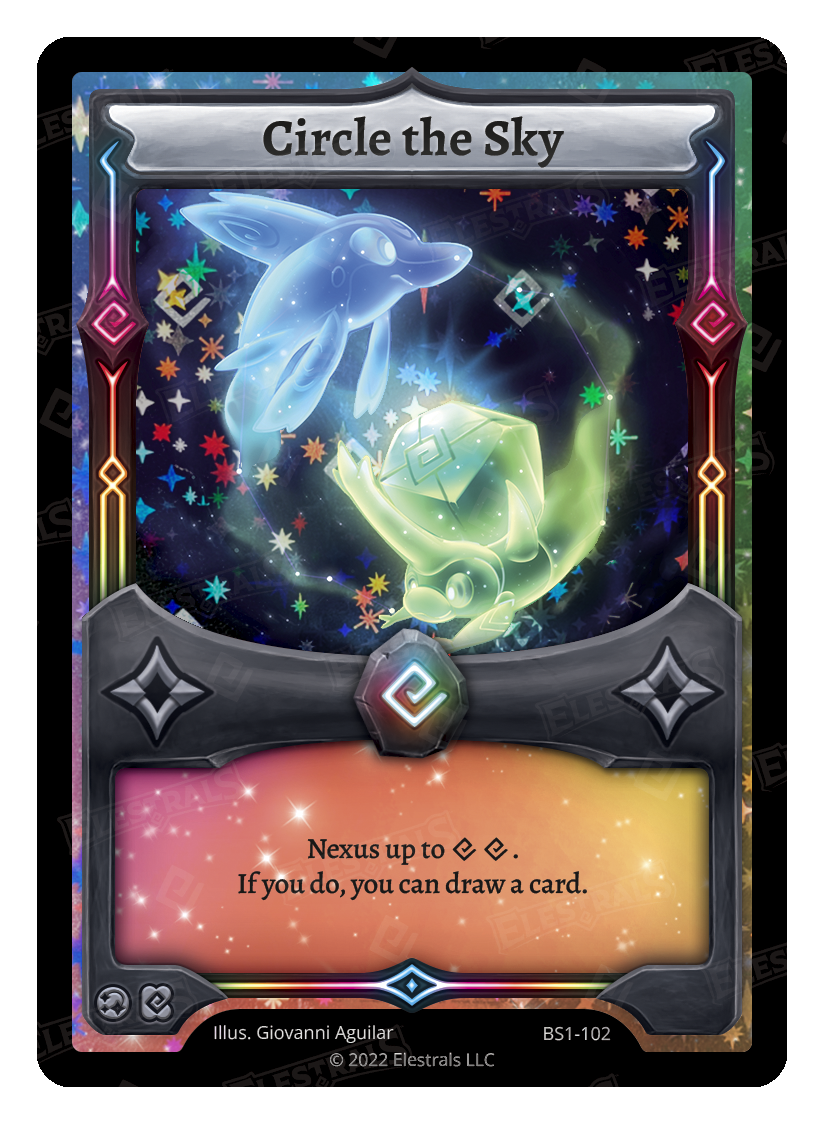 Circle the Sky
Nexus up to .
If you do, you can draw a card.
Illus. Giovanni Aguilar
BS1-102
© 2022 Elestrals LLC
ELESTRALS